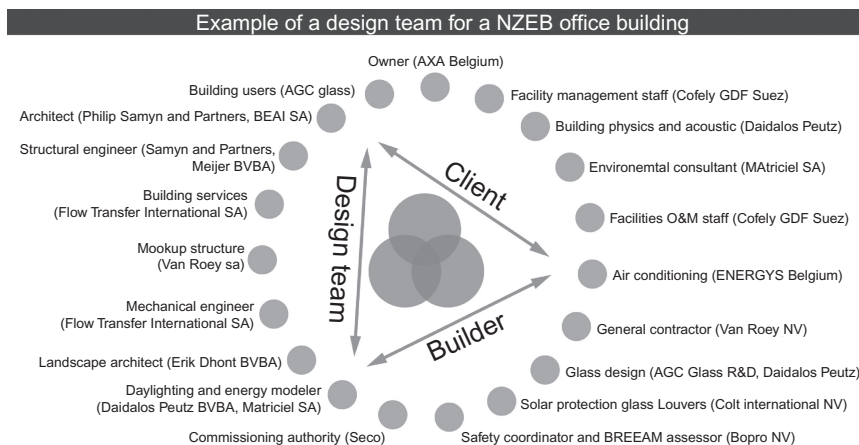 Example of a design team for a NZEB office building
Owner (AXA Belgium)
Building users (AGC glass)
Facility management staff (Cofely GDF Suez)
Architect (Philip Samyn and Partners, BEAI SA)
Building physics and acoustic (Daidalos Peutz)
Structural engineer (Samyn and Partners,
Meijer BVBA)
Environemtal consultant (MAtriciel SA)
Client
Design team
Building services
(Flow Transfer International SA)
Facilities O&M staff (Cofely GDF Suez)
Mookup structure
(Van Roey sa)
Air conditioning (ENERGYS Belgium)
Mechanical engineer
(Flow Transfer International SA)
Builder
General contractor (Van Roey NV)
Landscape architect (Erik Dhont BVBA)
Glass design (AGC Glass R&D, Daidalos Peutz)
Daylighting and energy modeler
(Daidalos Peutz BVBA, Matriciel SA)
Solar protection glass Louvers (Colt international NV)
Commissioning authority (Seco)
Safety coordinator and BREEAM assessor (Bopro NV)